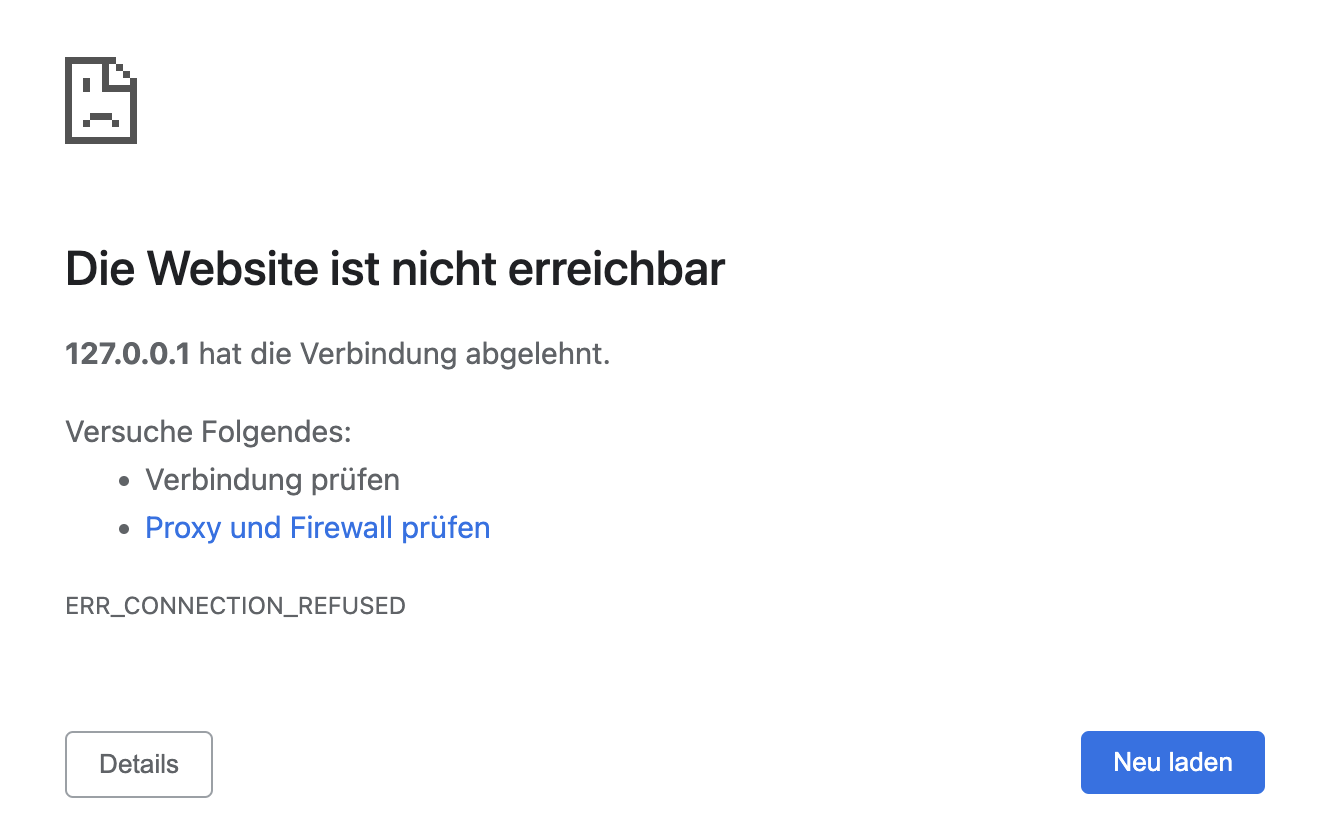 Die Website ist nicht erreichbar
127.0.0.1 hat die Verbindung abgelehnt.
Versuche Folgendes:
• Verbindung prüfen
• Proxy und Firewall prüfen
ERR_CONNECTION_REFUSED
Details
Neu laden